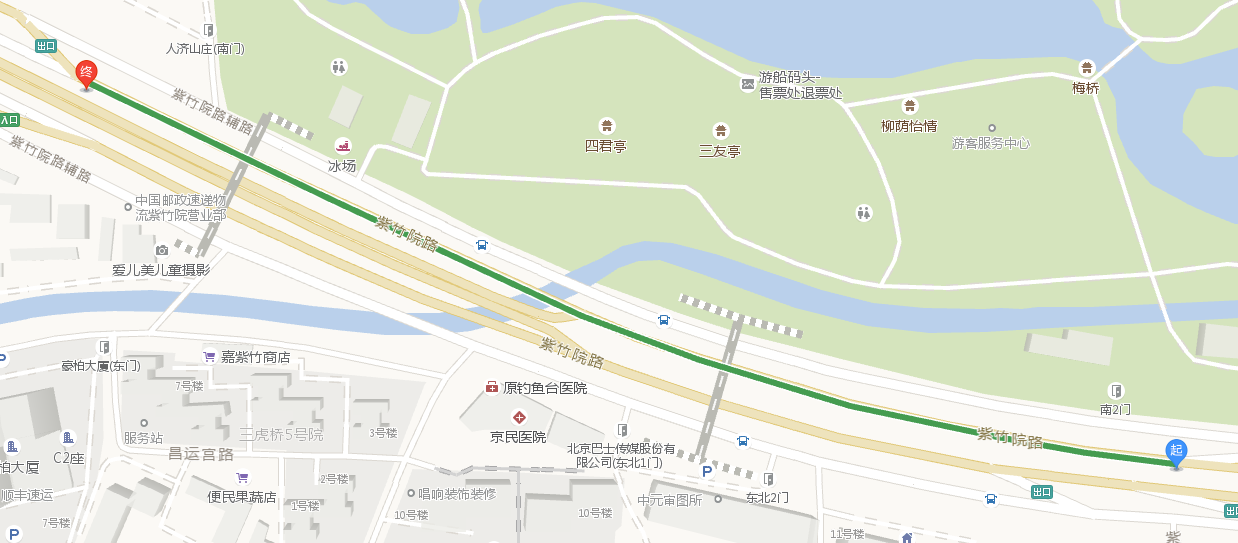 人济山庄(南门)
出口
终
紫竹院路辅路
游船码头-
售票处退票处
梅桥
柳荫怡情
四君亭
三友亭
游客服务中心
冰场
紫竹院路辅路
中国邮政速递物
流紫竹院营业部
紫竹院路
爱儿美儿童摄影
紫竹院路
豪柏大厦(东门)
嘉紫竹商店
7号楼
原钓鱼台医院
南2门
服务站
三虎桥5号院
3号楼
京民医院
紫竹院路
起
C2座
昌运宫路
北京巴士传媒股份有
限公司(东北1门)
P
柏大厦
2号楼
便民果蔬店
唱响装饰装修
中元审图所
东北2门
出口
顺丰速运
1号楼
10号楼
10号楼
7号楼
11号楼
P
紫